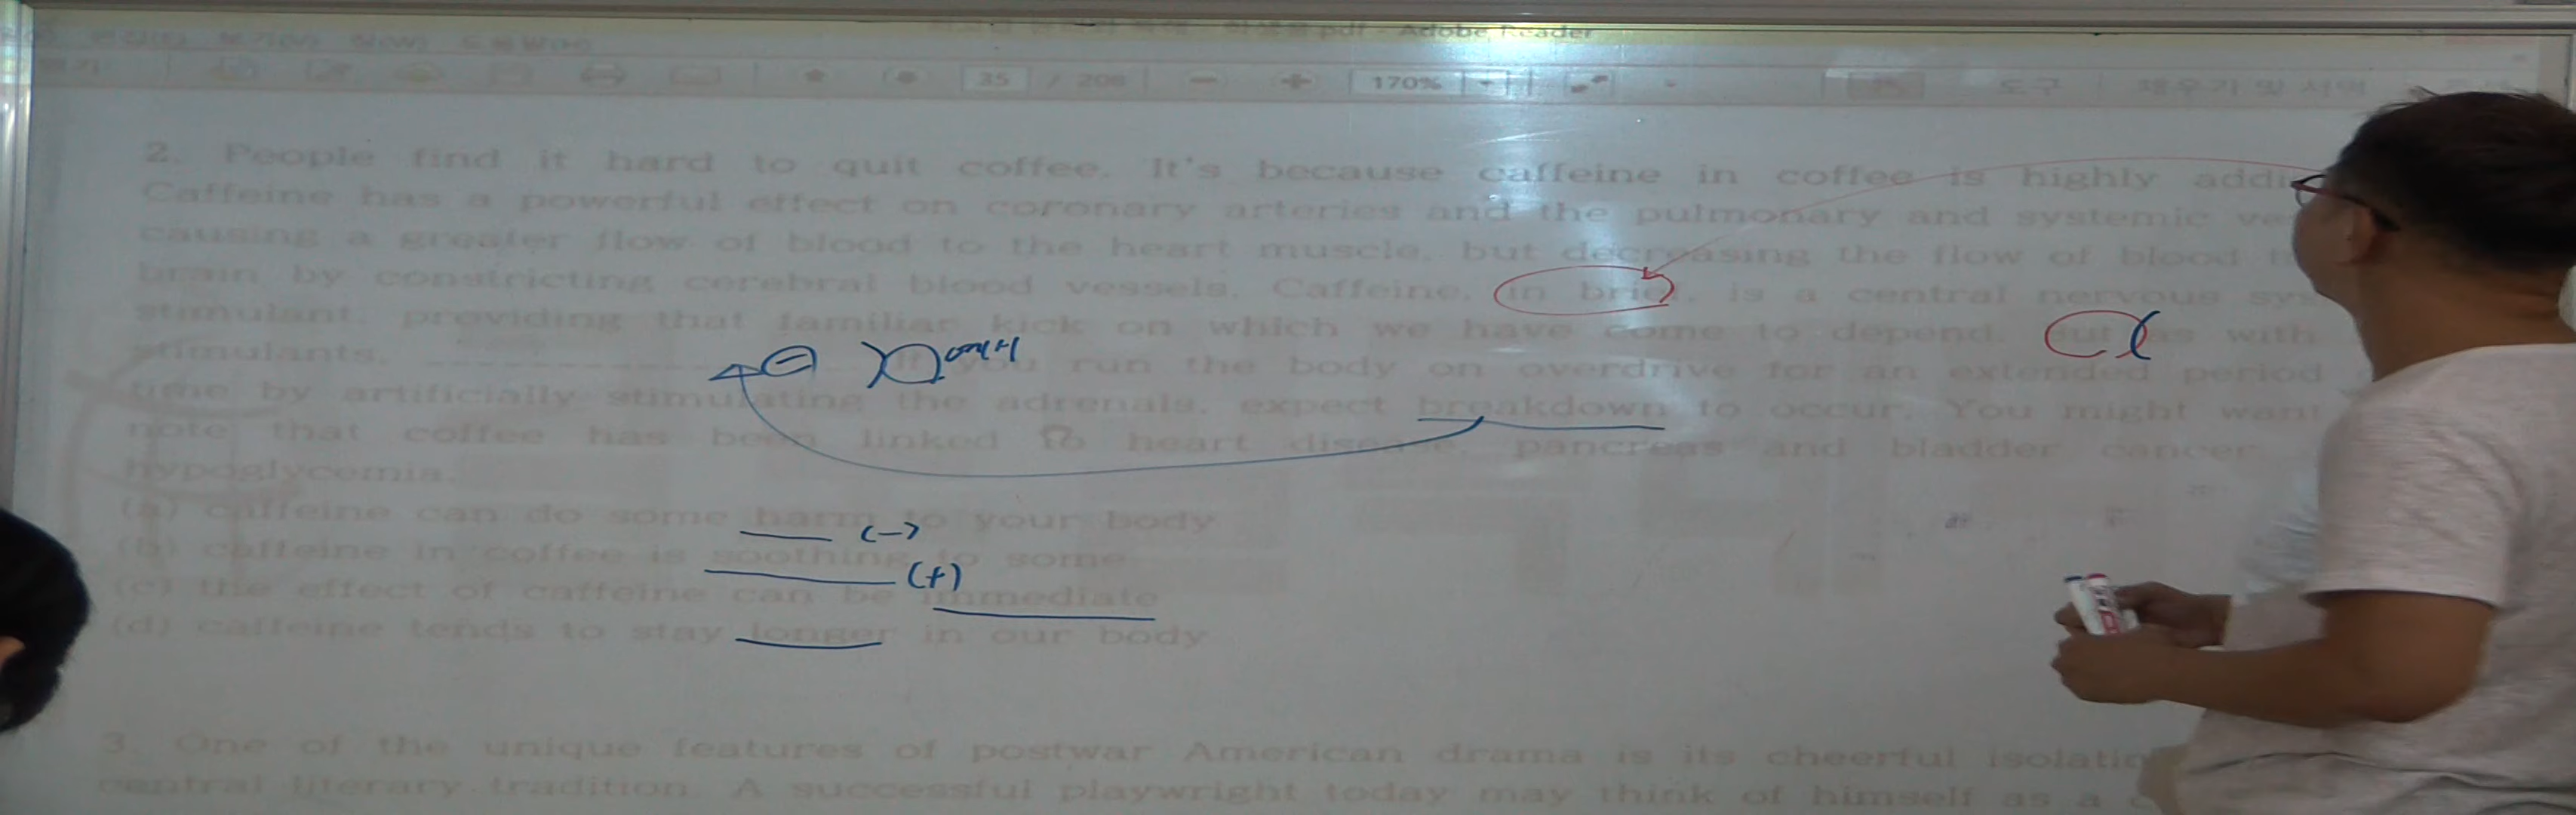 pdf - Adobe Reader
35 / 208 170% 도구
2. People find it hard to quit coffee. It's because caffeine in coffee is highly addi
Caffeine has a powerful effect on coronary arteries and the pulmonary and systemic ve
causing a greater flow of blood to the heart muscle, but decreasing the flow of blood t
brain by constricting cerebral blood vessels. Caffeine, in brief, is a central nervous sys
stimulant, providing that familiar kick on which we have come to depend. But as with
stimulants, you run the body on overdrive for an extended period
time by artificially stimulating the adrenals, expect breakdown to occur. You might want
note that coffee has been linked to heart disease, pancreas and bladder cancer
hypoglycemia.
(a) caffeine can do some harm to your body
(-)
(b) caffeine in coffee is soothing to some
(+)
(c) the effect of caffeine can be immediate
(d) caffeine tends to stay longer in our body
3. One of the unique features of postwar American drama is its cheerful isolatio
central literary tradition. A successful playwright today may think of himself as a